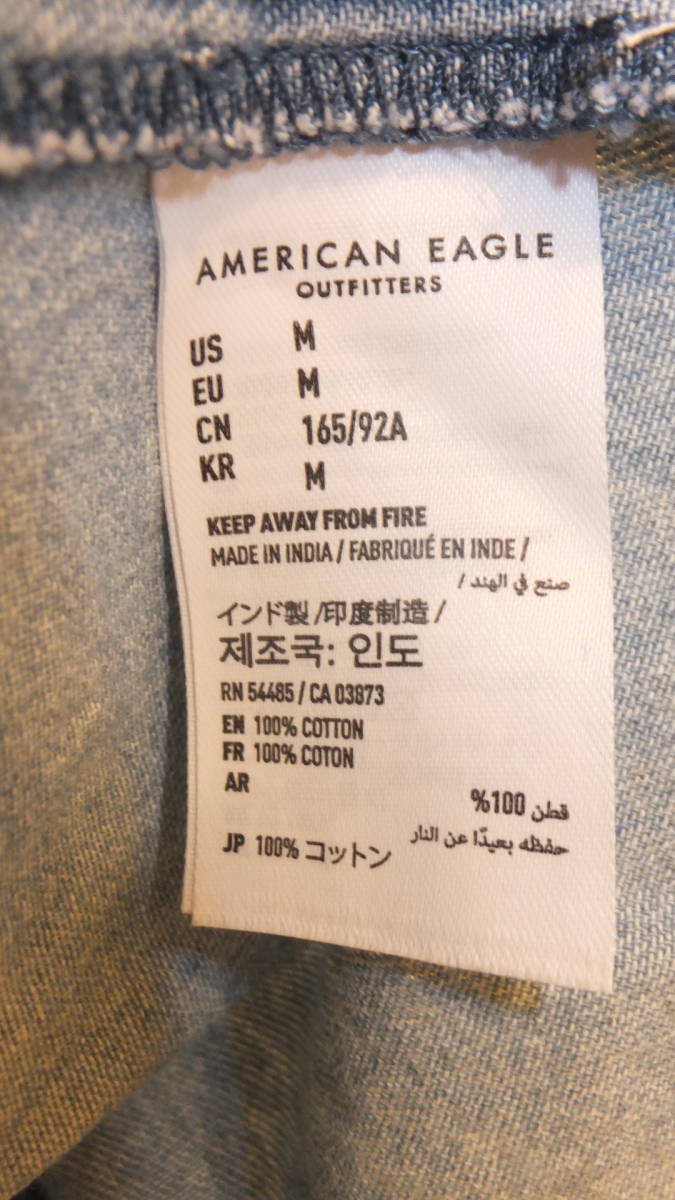 AMERICAN EAGLE
OUTFITTERS
US M
EU M
CN 165/92A
KR M
KEEP AWAY FROM FIRE
MADE IN INDIA / FABRIQUÉ EN INDE /
صنع في الهند /
インド製 /印度制造 /
제조국: 인도
RN 54485 / CA 03873
EN 100% COTTON
FR 100% COTON
AR
قطن 100%
حفظه بعيدًا عن النار
JP 100% コットン